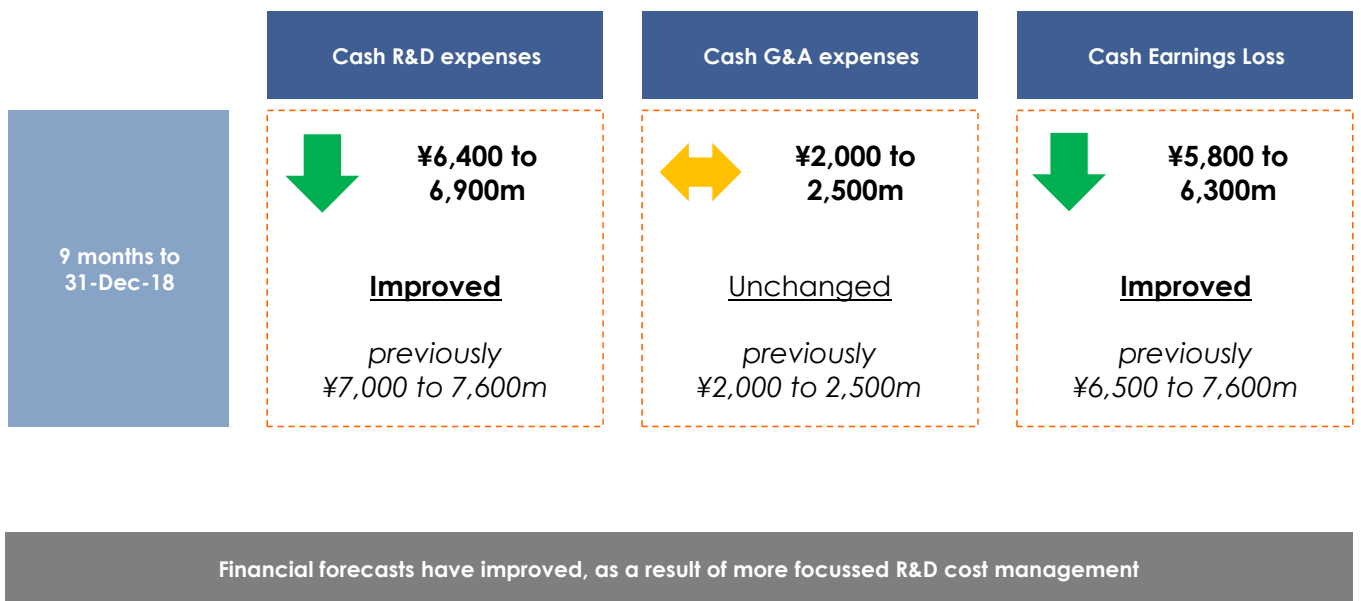 Cash R&D expenses
Cash G&A expenses
Cash Earnings Loss
9 months to
31-Dec-18
¥6,400 to
6,900m
Improved
previously
¥7,000 to 7,600m
¥2,000 to
2,500m
Unchanged
previously
¥2,000 to 2,500m
¥5,800 to
6,300m
Improved
previously
¥6,500 to 7,600m
Financial forecasts have improved, as a result of more focussed R&D cost management